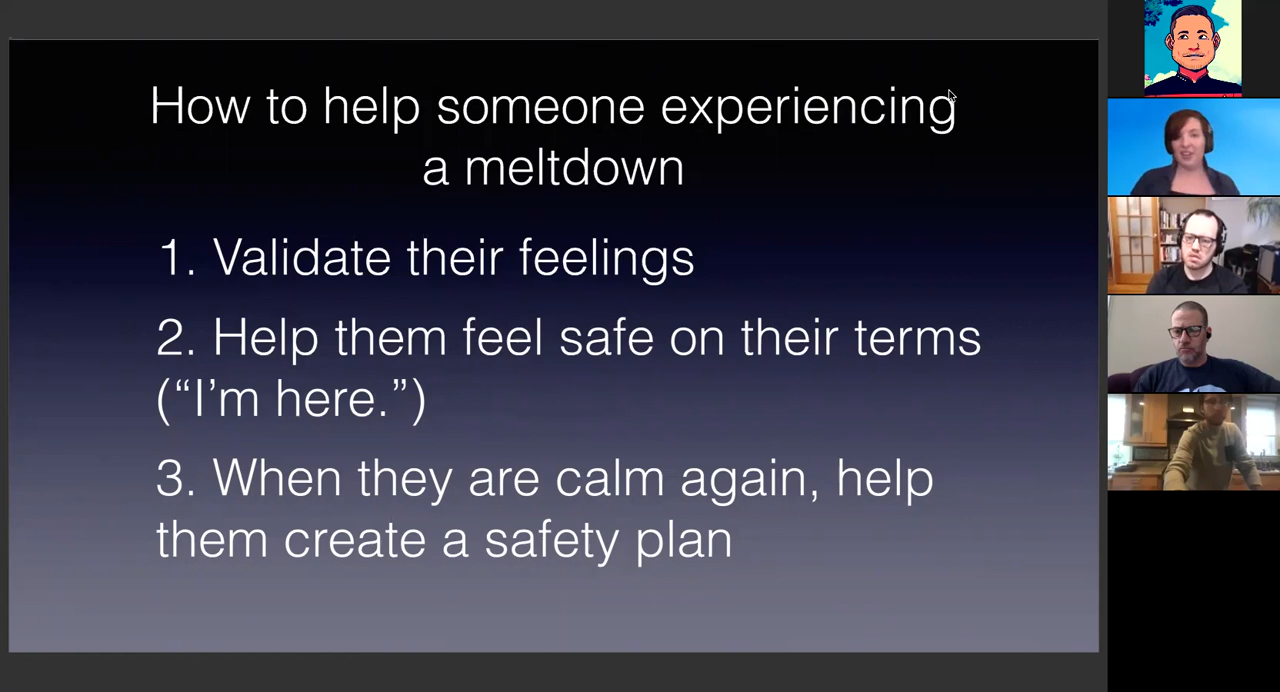 How to help someone experiencing
a meltdown
1. Validate their feelings
2. Help them feel safe on their terms
(“I’m here.”)
3. When they are calm again, help
them create a safety plan